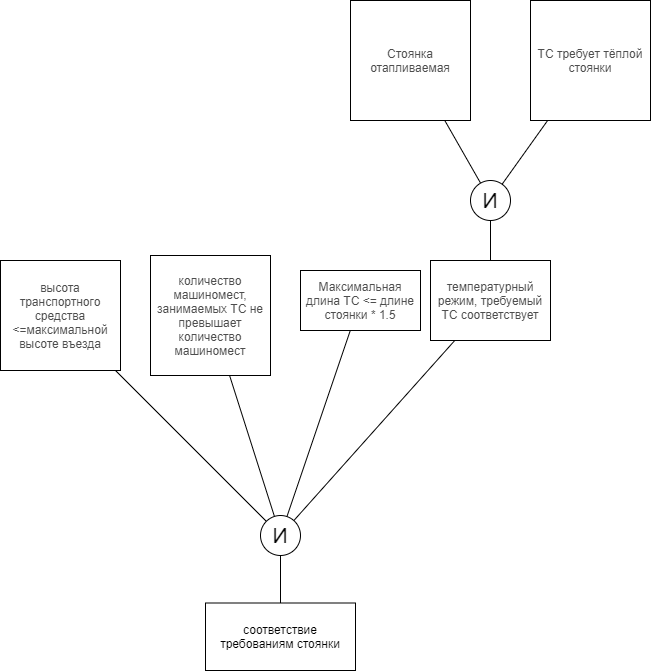 Стоянка
отапливаемая
ТС требует тёплой
стоянки
И
высота
транспортного
средства
<=максимальной
высоте въезда
количество
машиномест,
занимаемых ТС не
превышает
количество
машиномест
Максимальная
длина ТС <= длине
стоянки * 1.5
температурный
режим, требуемый
ТС соответствует
И
соответствие
требованиям стоянки